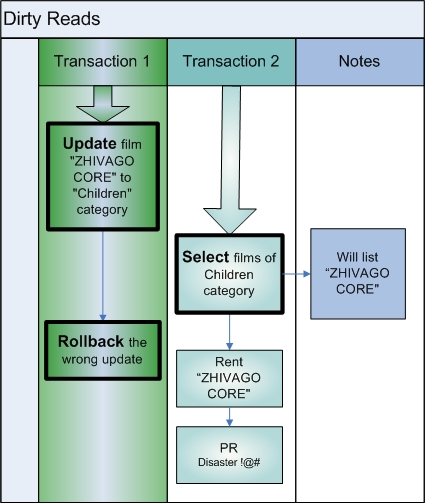 Dirty Reads
Transaction 1
Transaction 2
Notes
Update film
"ZHIVAGO
CORE" to
"Children"
category
Select films of
Children
category
Will list
“ZHIVAGO
CORE"
Rollback the
wrong update
Rent
“ZHIVAGO
CORE"
PR
Disaster !@#